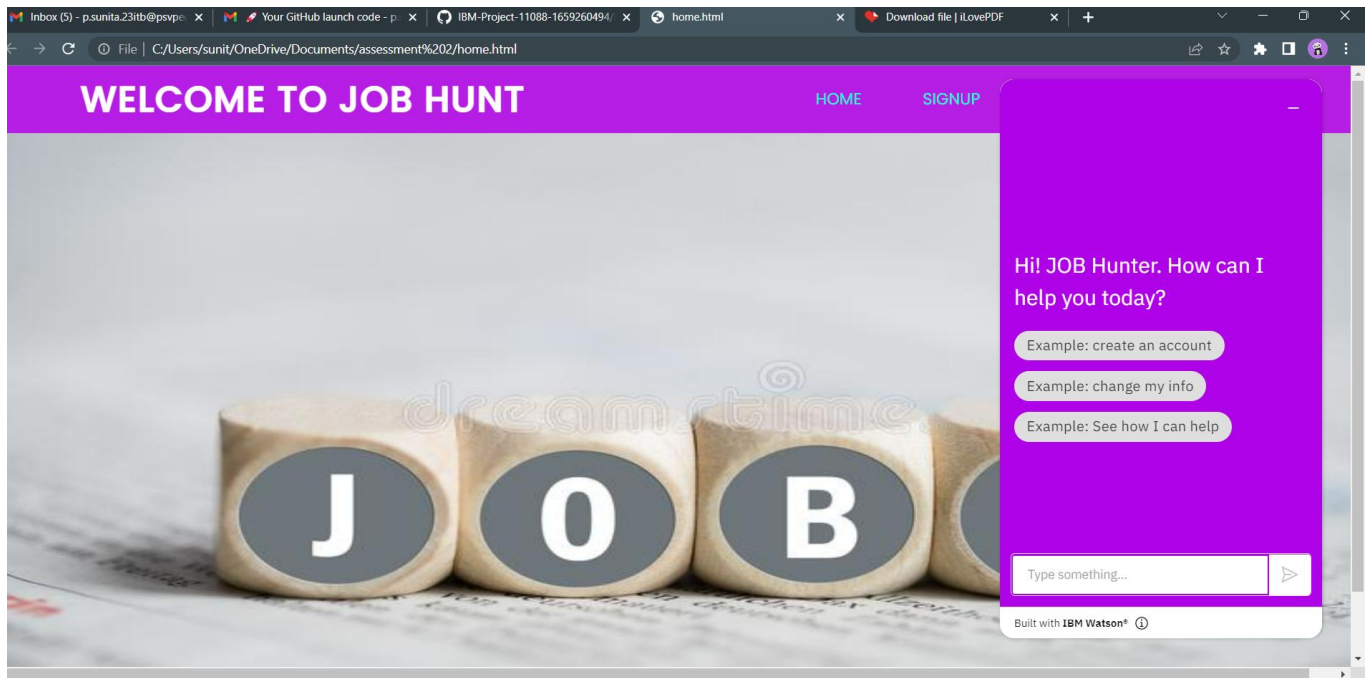 Inbox (5) - p.sunita.23itb@psvpe
Your GitHub launch code - p.
IBM-Project-11088-1659260494/
home.html
Download file | iLovePDF
File | C:/Users/sunit/OneDrive/Documents/assessment%202/home.html
WELCOME TO JOB HUNT
HOME
SIGNUP
Hi! JOB Hunter. How can I
help you today?
Example: create an account
Example: change my info
Example: See how I can help
dreamstime
J O B
Type something...
Built with IBM Watson®